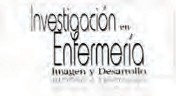 Investigación en
Enfermería
Imagen y Desarrollo